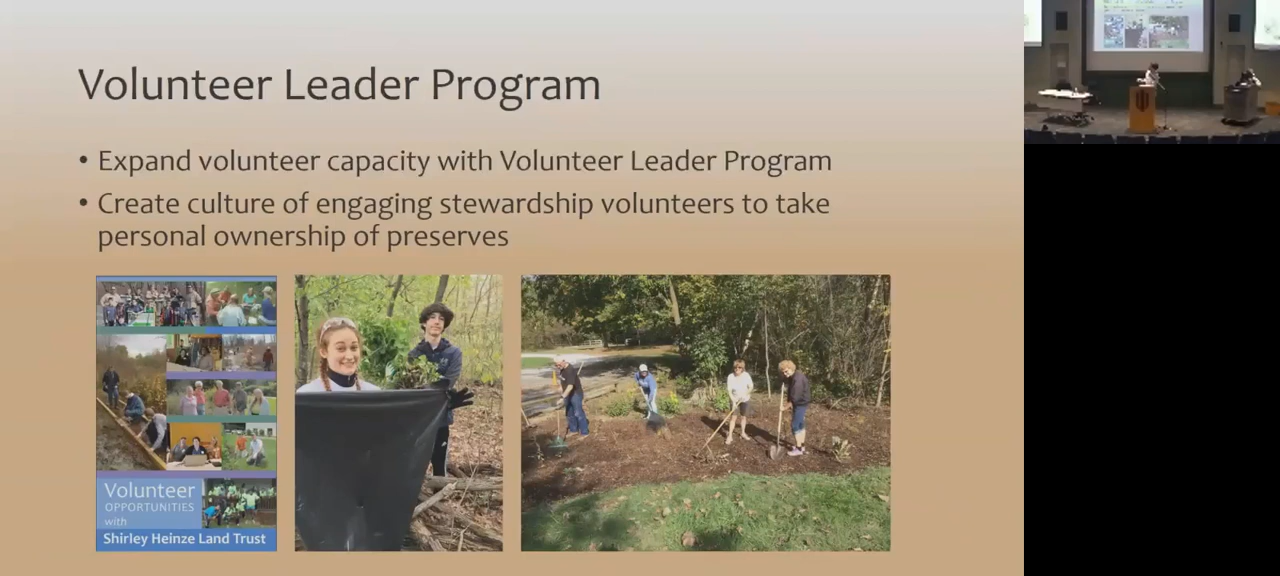 Volunteer Leader Program
• Expand volunteer capacity with Volunteer Leader Program
• Create culture of engaging stewardship volunteers to take
personal ownership of preserves
Volunteer
OPPORTUNITIES
with
Shirley Heinze Land Trust